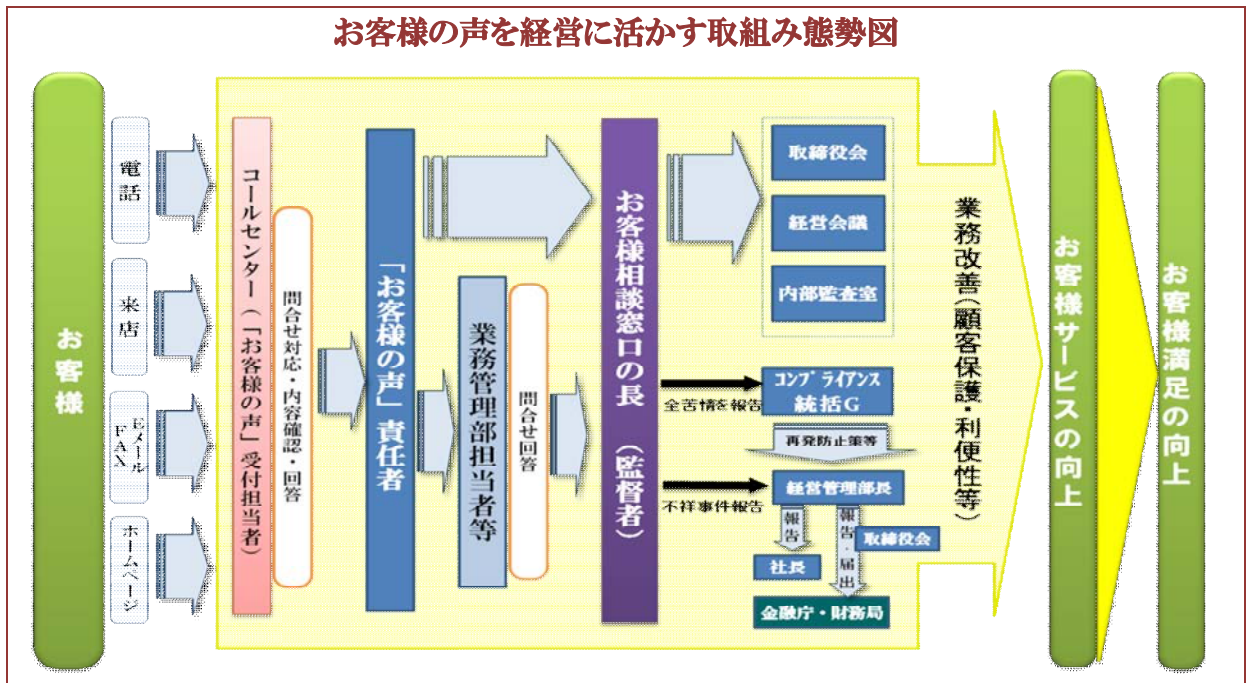 お客様の声を経営に活かす取組み態勢図
お客様
電話
来店
Eメール
FAX
ホームページ
コールセンター(「お客様の声」受付担当者)
問合せ対応・内容確認・回答
「お客様の声」責任者
業務管理部担当者等
問合せ回答
お客様相談窓口の長 (監督者)
取締役会
経営会議
内部監査室
全苦情を報告
コンプライアンス
統括G
再発防止策等
不祥事件報告
経営管理部長
報告
報告・届出
取締役会
社長
金融庁・財務局
業務改善(顧客保護・利便性等)
お客様サービスの向上
お客様満足の向上